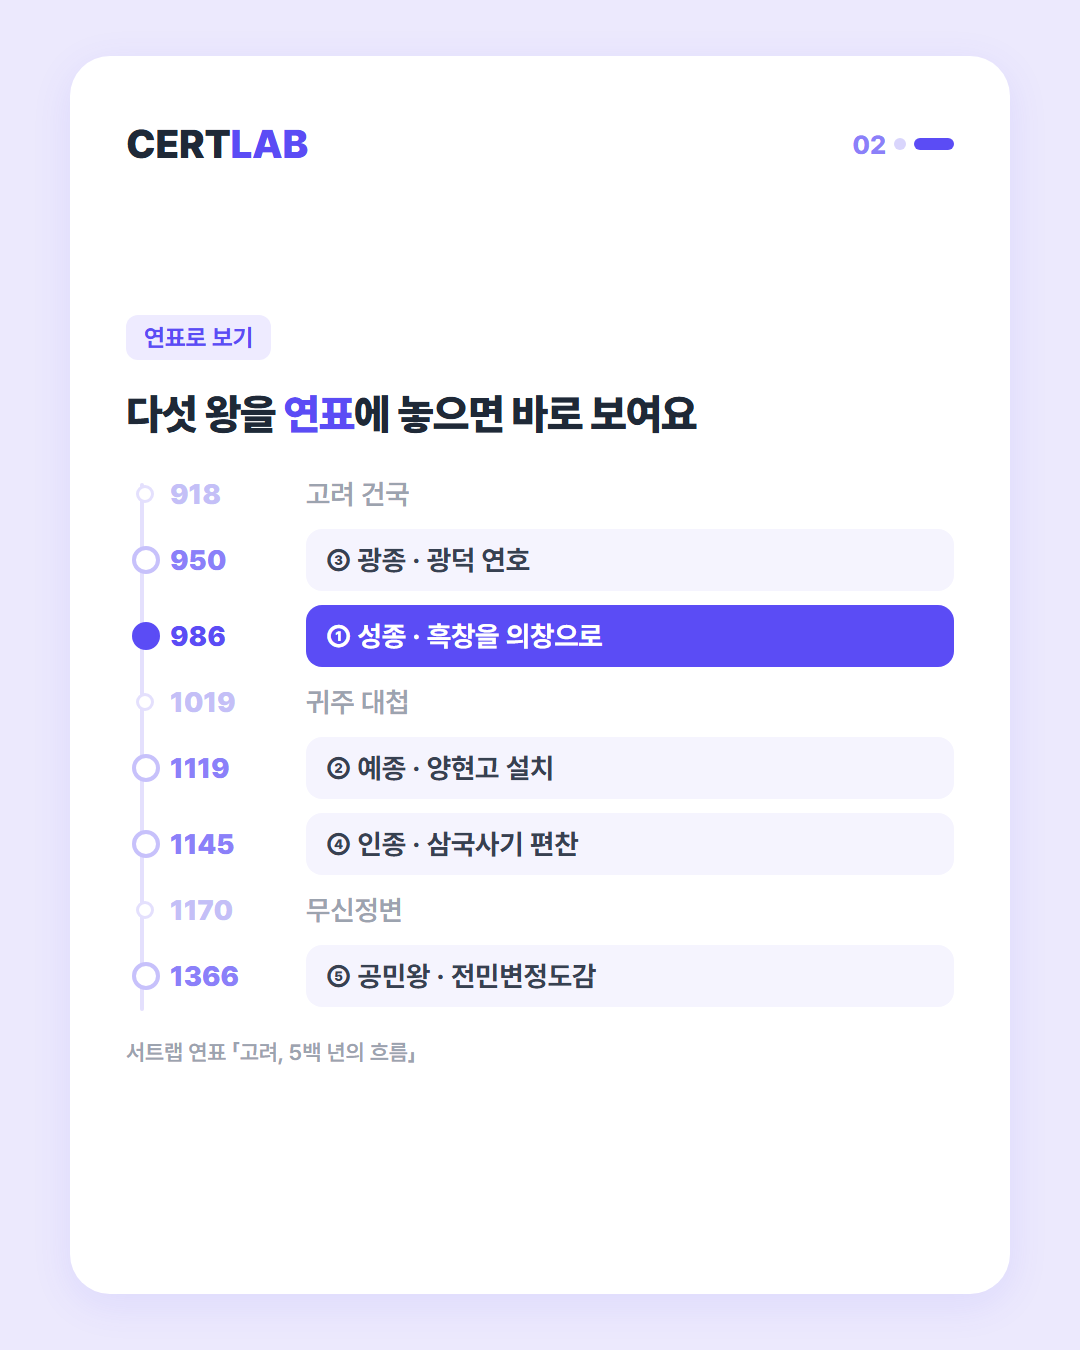 CERTLAB
02
연표로 보기
다섯 왕을 연표에 놓으면 바로 보여요
918 고려 건국
950 ③ 광종 · 광덕 연호
986 ① 성종 · 흑창을 의창으로
1019 귀주 대첩
1119 ② 예종 · 양현고 설치
1145 ④ 인종 · 삼국사기 편찬
1170 무신정변
1366 ⑤ 공민왕 · 전민변정도감
서트랩 연표 「고려, 5백 년의 흐름」